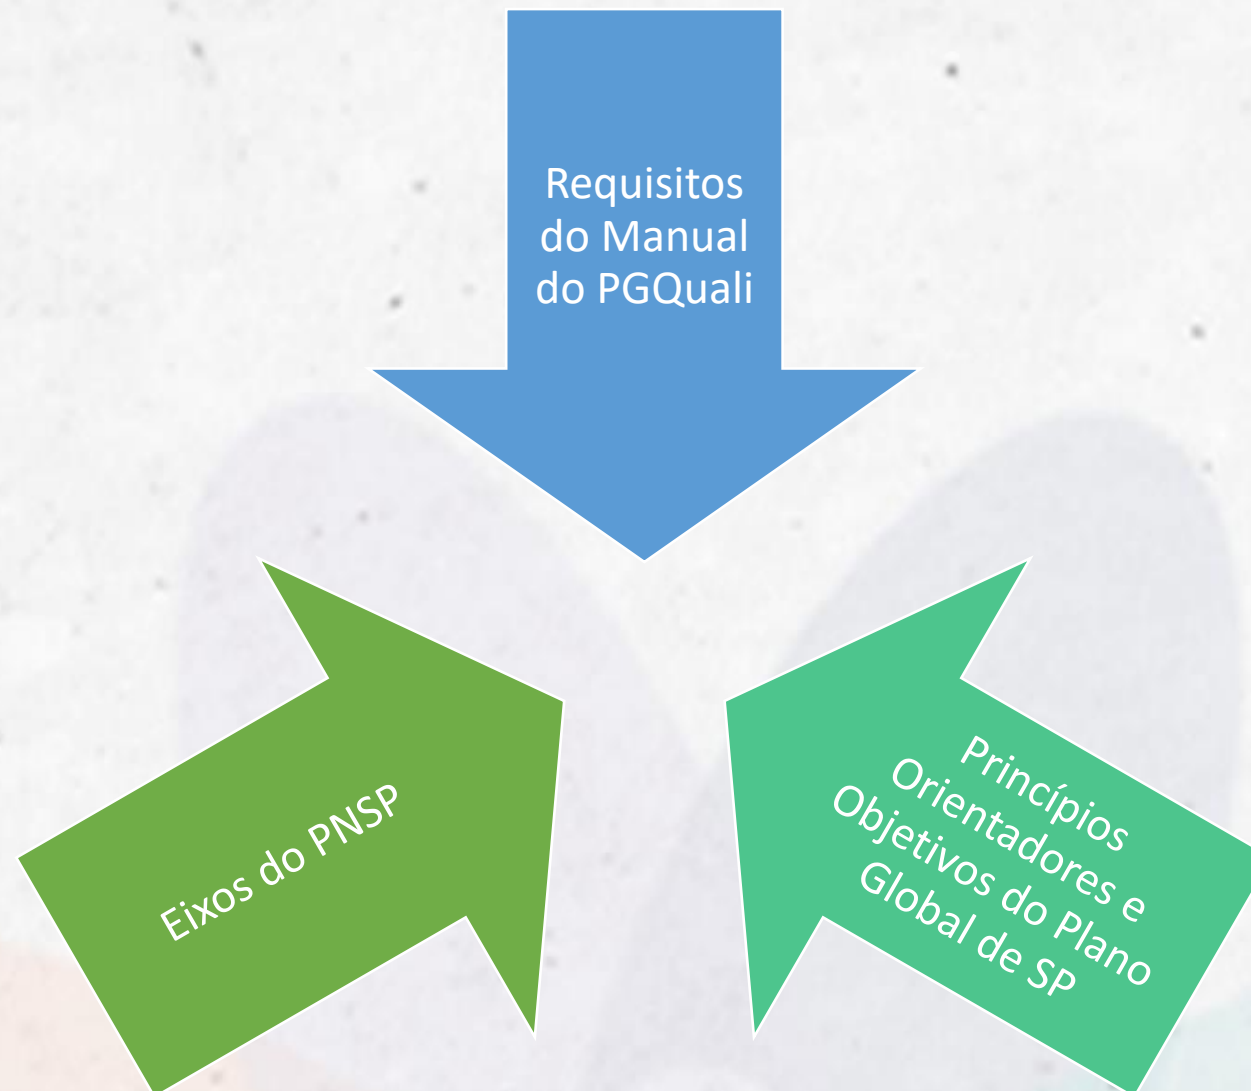 Requisitos
do Manual
do PGQuali
Eixos do PNSP
Princípios
Orientadores e
Objetivos do Plano
Global de SP